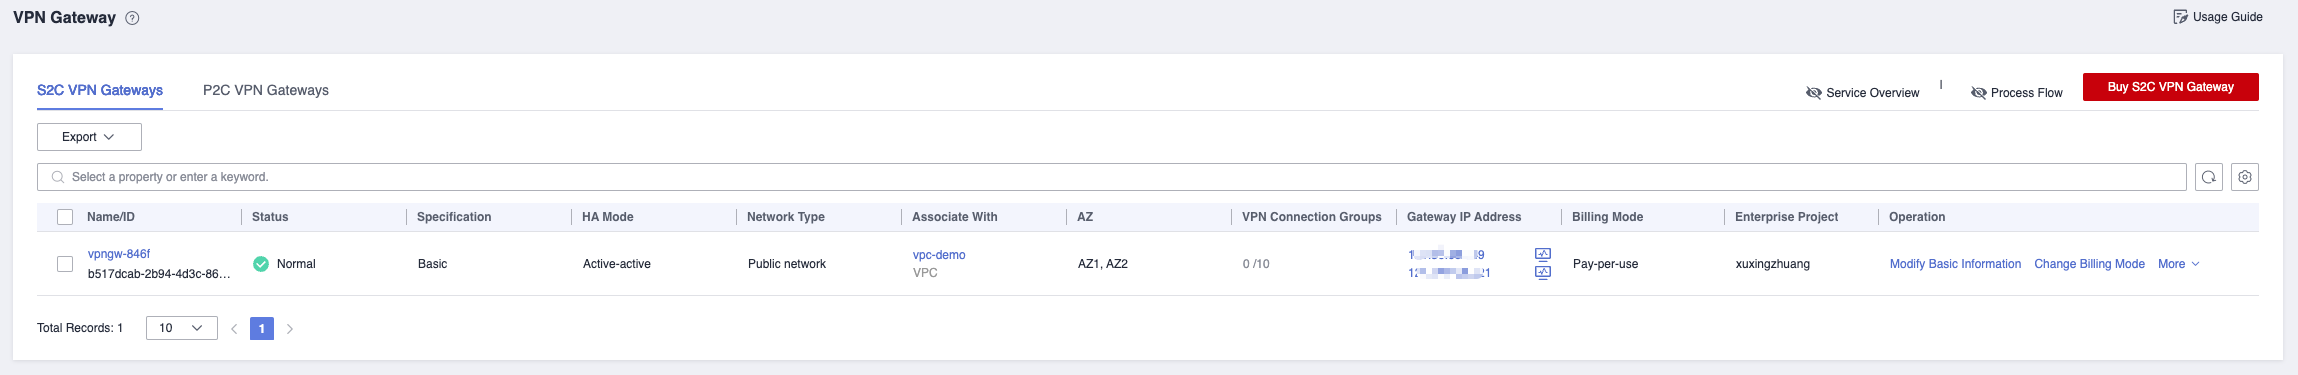 VPN Gateway
Usage Guide
S2C VPN Gateways P2C VPN Gateways Service Overview Process Flow Buy S2C VPN Gateway
Export
Select a property or enter a keyword.
Name/ID Status Specification HA Mode Network Type Associate With AZ VPN Connection Groups Gateway IP Address Billing Mode Enterprise Project Operation
vpngw-846f vpc-demo
Normal Basic Active-active Public network AZ1, AZ2 0 /10 Pay-per-use xuxingzhuang Modify Basic Information Change Billing Mode More
b517dcab-2b94-4d3c-86... VPC
Total Records: 1 10 1